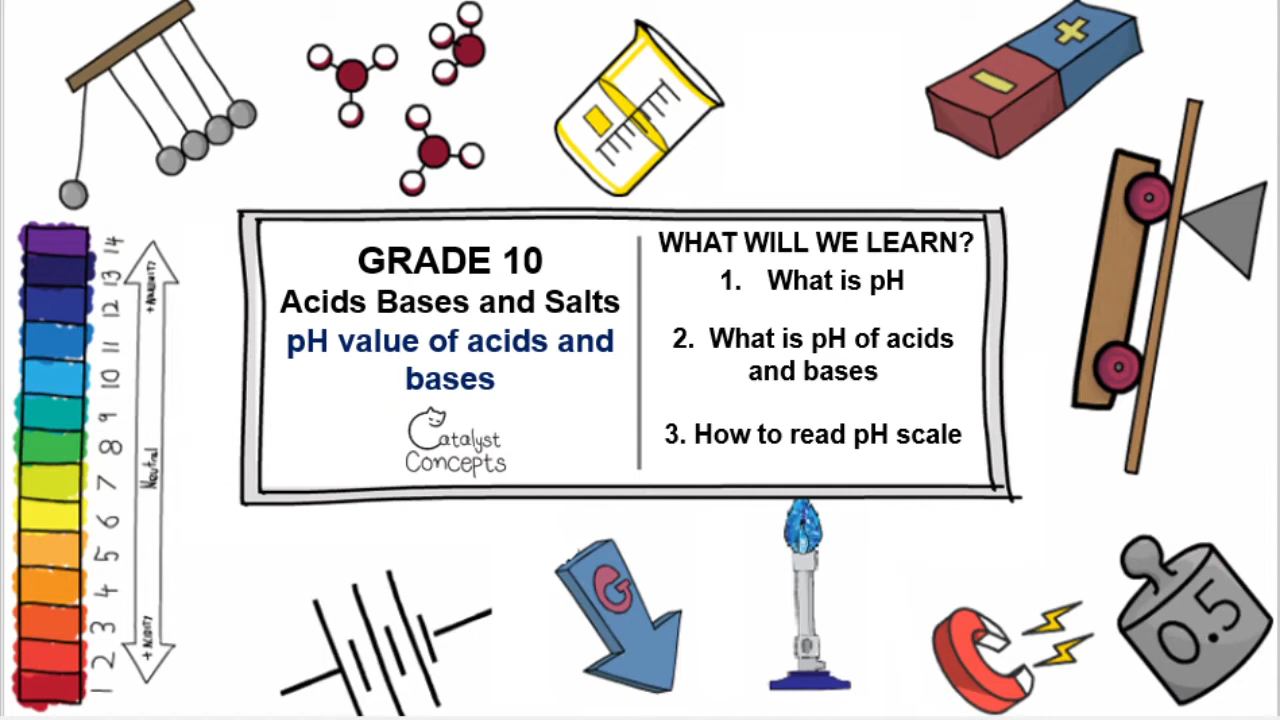 GRADE 10
Acids Bases and Salts
pH value of acids and
bases
Catalyst
Concepts
WHAT WILL WE LEARN?
1. What is pH
2. What is pH of acids
and bases
3. How to read pH scale
14
13
12
11
10
9
8
7
6
5
4
3
2
1
+ ALKALINITY
Neutral
+ ACIDITY
+
-
G
0.5